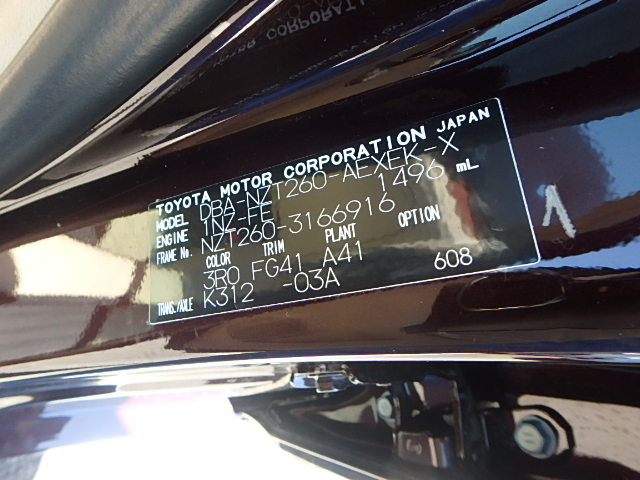 TOYOTA MOTOR CORPORATION JAPAN
MODEL DBA-NZT260-AEXEK-X
ENGINE 1NZ-FE 1496 mL
FRAME No. NZT260-3166916
COLOR TRIM PLANT OPTION
3R0 FG41 A41
TRANS./AXLE K312 -03A 608